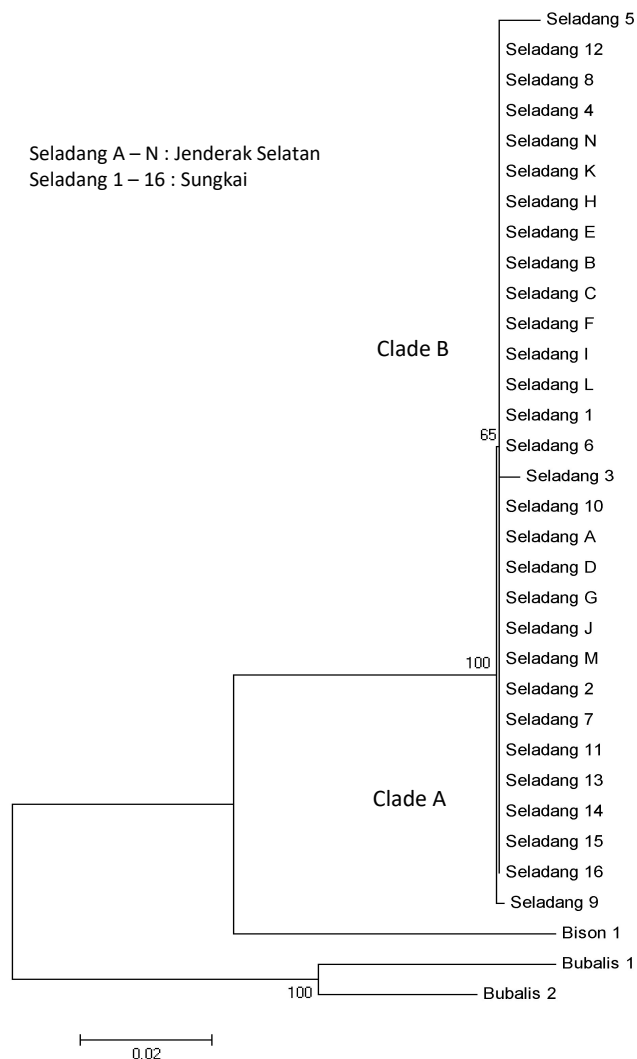 Seladang 5
Seladang 12
Seladang 8
Seladang 4
Seladang A – N : Jenderak Selatan
Seladang 1 – 16 : Sungkai
Seladang N
Seladang K
Seladang H
Seladang E
Seladang B
Seladang C
Seladang F
Clade B
Seladang I
Seladang L
Seladang 1
65
Seladang 6
Seladang 3
Seladang 10
Seladang A
Seladang D
Seladang G
Seladang J
100
Seladang M
Seladang 2
Seladang 7
Seladang 11
Seladang 13
Clade A
Seladang 14
Seladang 15
Seladang 16
Seladang 9
Bison 1
Bubalis 1
100
Bubalis 2
0.02